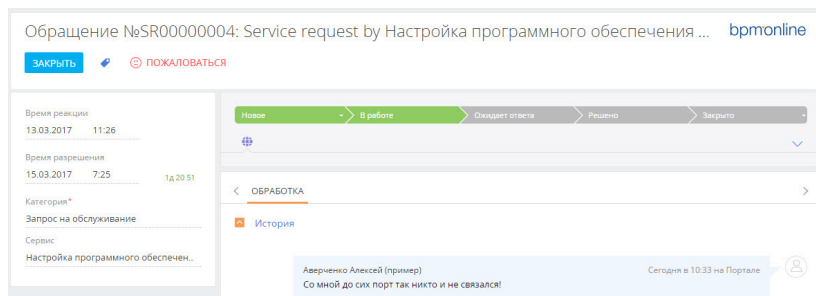 Обращение №SR00000004: Service request by Настройка программного обеспечения ...
bpmonline
ЗАКРЫТЬ
ПОЖАЛОВАТЬСЯ
Время реакции
13.03.2017 11:26
Время разрешения
15.03.2017 7:25 1д 20 51
Категория*
Запрос на обслуживание
Сервис
Настройка программного обеспечен..
Новое В работе Ожидает ответа Решено Закрыто
ОБРАБОТКА
История
Аверченко Алексей (пример) Сегодня в 10:33 на Портале
Со мной до сих порт так никто и не связался!